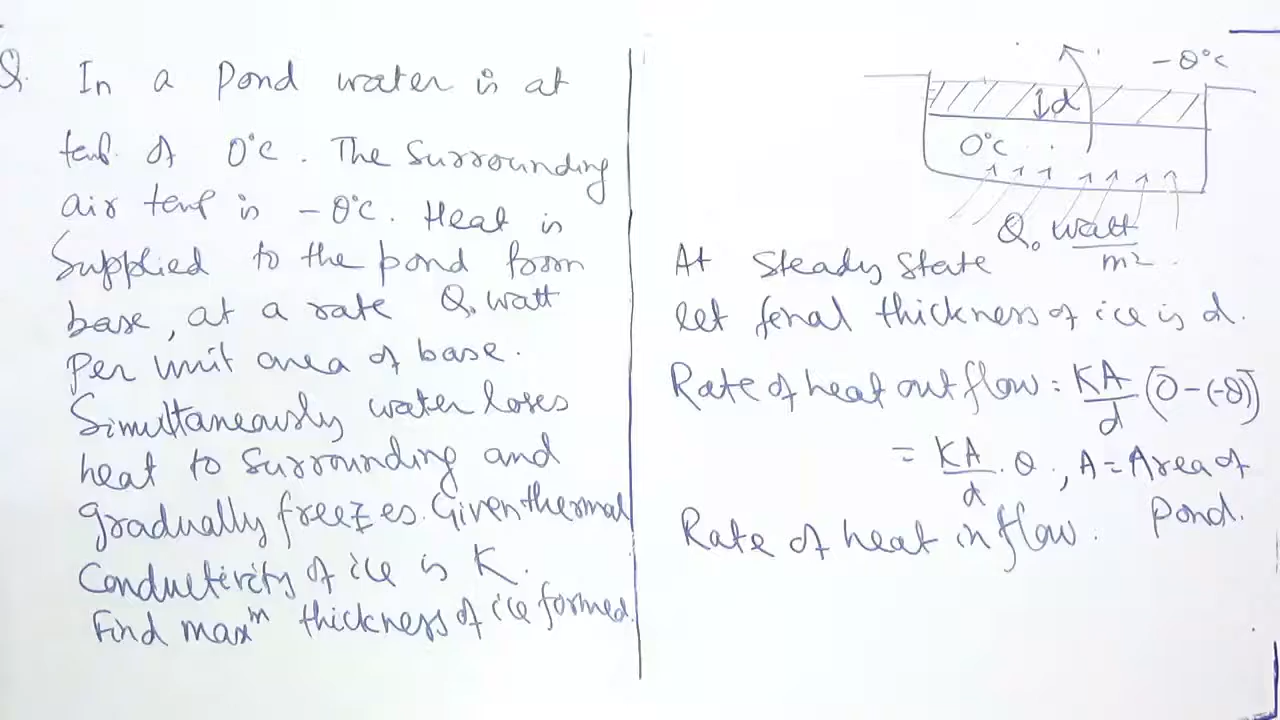 Q. In a Pond water is at
temp. of 0°C. The Surrounding
air temp is -θ°C. Heat is
Supplied to the pond from
base, at a rate Q₀ watt
Per unit area of base.
Simultaneously water loses
heat to surrounding and
gradually freezes. Given thermal
Conductivity of ice is K.
Find maxᵐ thickness of ice formed.
-θ°C
d
0°C
Q₀ watt/m²
At Steady State
let final thickness of ice is d.
Rate of heat out flow = KA/d (0-(-θ))
= KA/d . θ , A = Area of
Pond.
Rate of heat in flow.